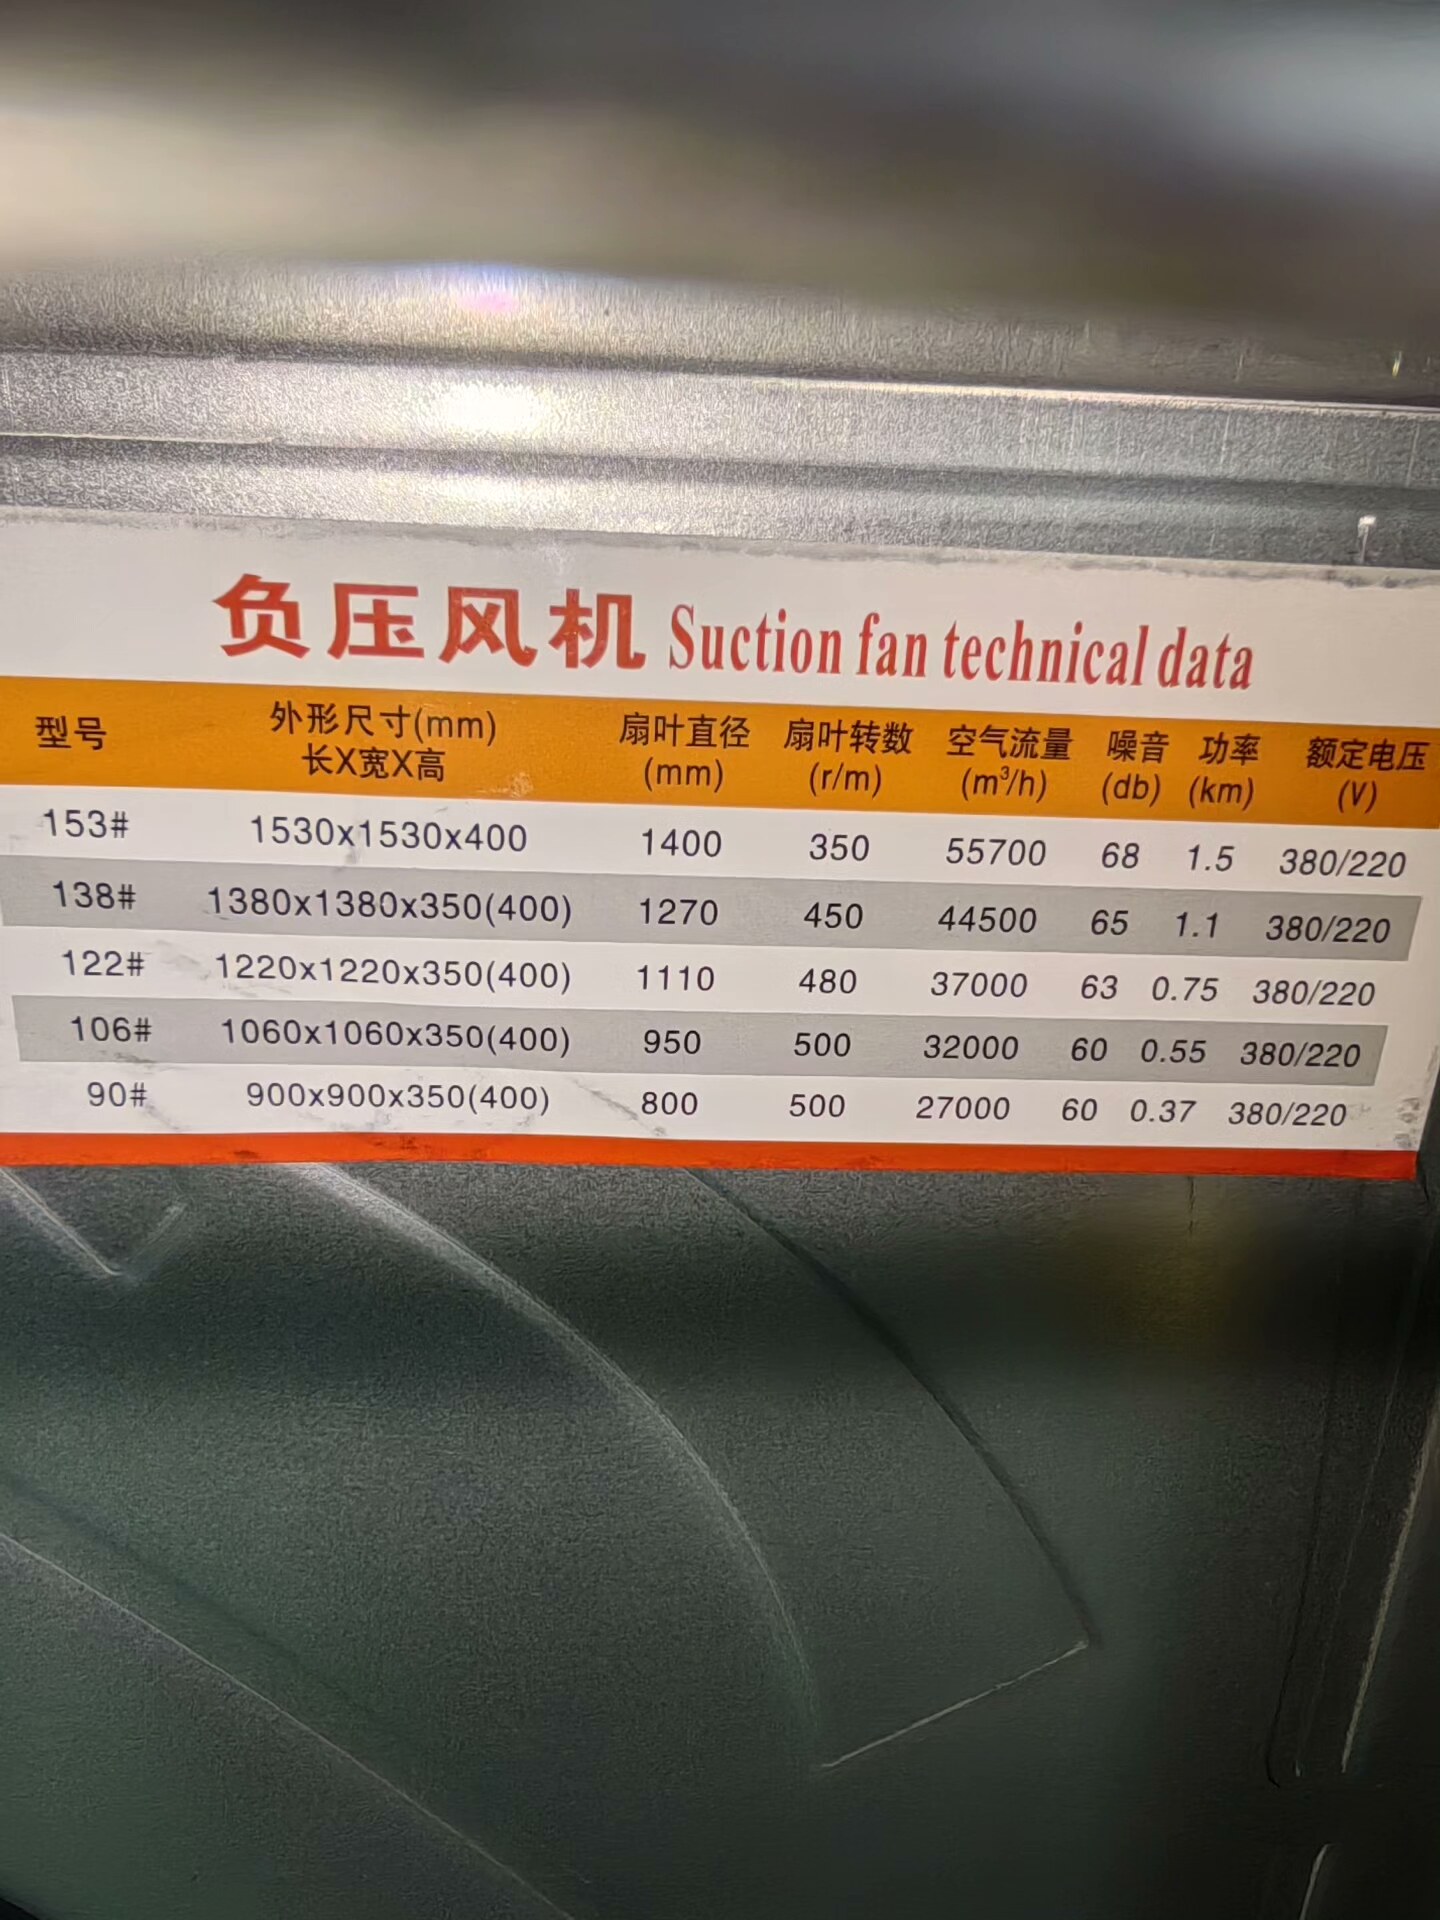 负压风机 Suction fan technical data
型号 外形尺寸(mm) 长X宽X高 扇叶直径 (mm) 扇叶转数 (r/m) 空气流量 (m³/h) 噪音 (db) 功率 (km) 额定电压 (V)
153# 1530x1530x400 1400 350 55700 68 1.5 380/220
138# 1380x1380x350(400) 1270 450 44500 65 1.1 380/220
122# 1220x1220x350(400) 1110 480 37000 63 0.75 380/220
106# 1060x1060x350(400) 950 500 32000 60 0.55 380/220
90# 900x900x350(400) 800 500 27000 60 0.37 380/220